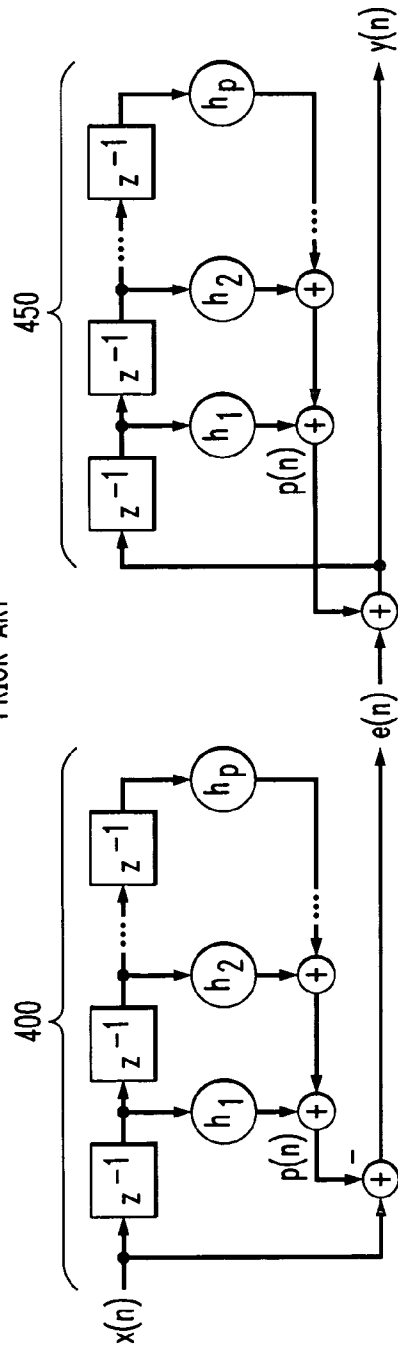 PRIOR ART
400
x(n)
z⁻¹
z⁻¹
...
z⁻¹
h₁
h₂
hₚ
p(n)
+
+
...
-
+
e(n)
450
z⁻¹
z⁻¹
...
z⁻¹
h₁
h₂
hₚ
p(n)
+
+
...
+
y(n)